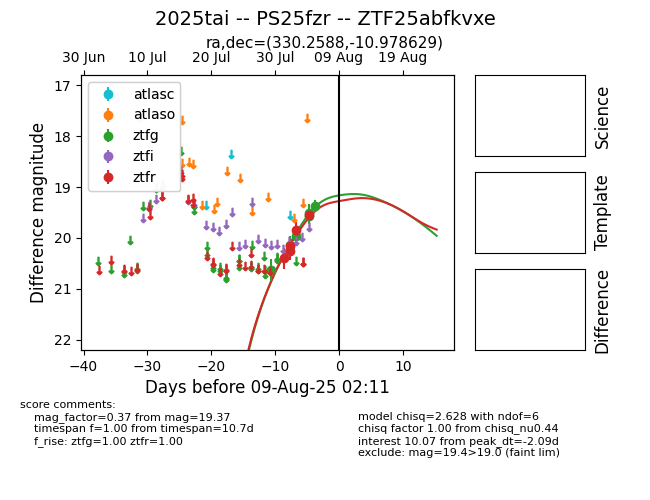 2025tai -- PS25fzr -- ZTF25abfkvxe
ra,dec=(330.2588,-10.978629)
30 Jun 10 Jul 20 Jul 30 Jul 09 Aug 19 Aug
17
18
19
20
21
22
Difference magnitude
atlasc
atlaso
ztfg
ztfi
ztfr
−40 −30 −20 −10 0 10
Days before 09-Aug-25 02:11
Science
Template
Difference
score comments:
mag_factor=0.37 from mag=19.37
timespan f=1.00 from timespan=10.7d
f_rise: ztfg=1.00 ztfr=1.00
model chisq=2.628 with ndof=6
chisq factor 1.00 from chisq_nu0.44
interest 10.07 from peak_dt=-2.09d
exclude: mag=19.4>19.0 (faint lim)